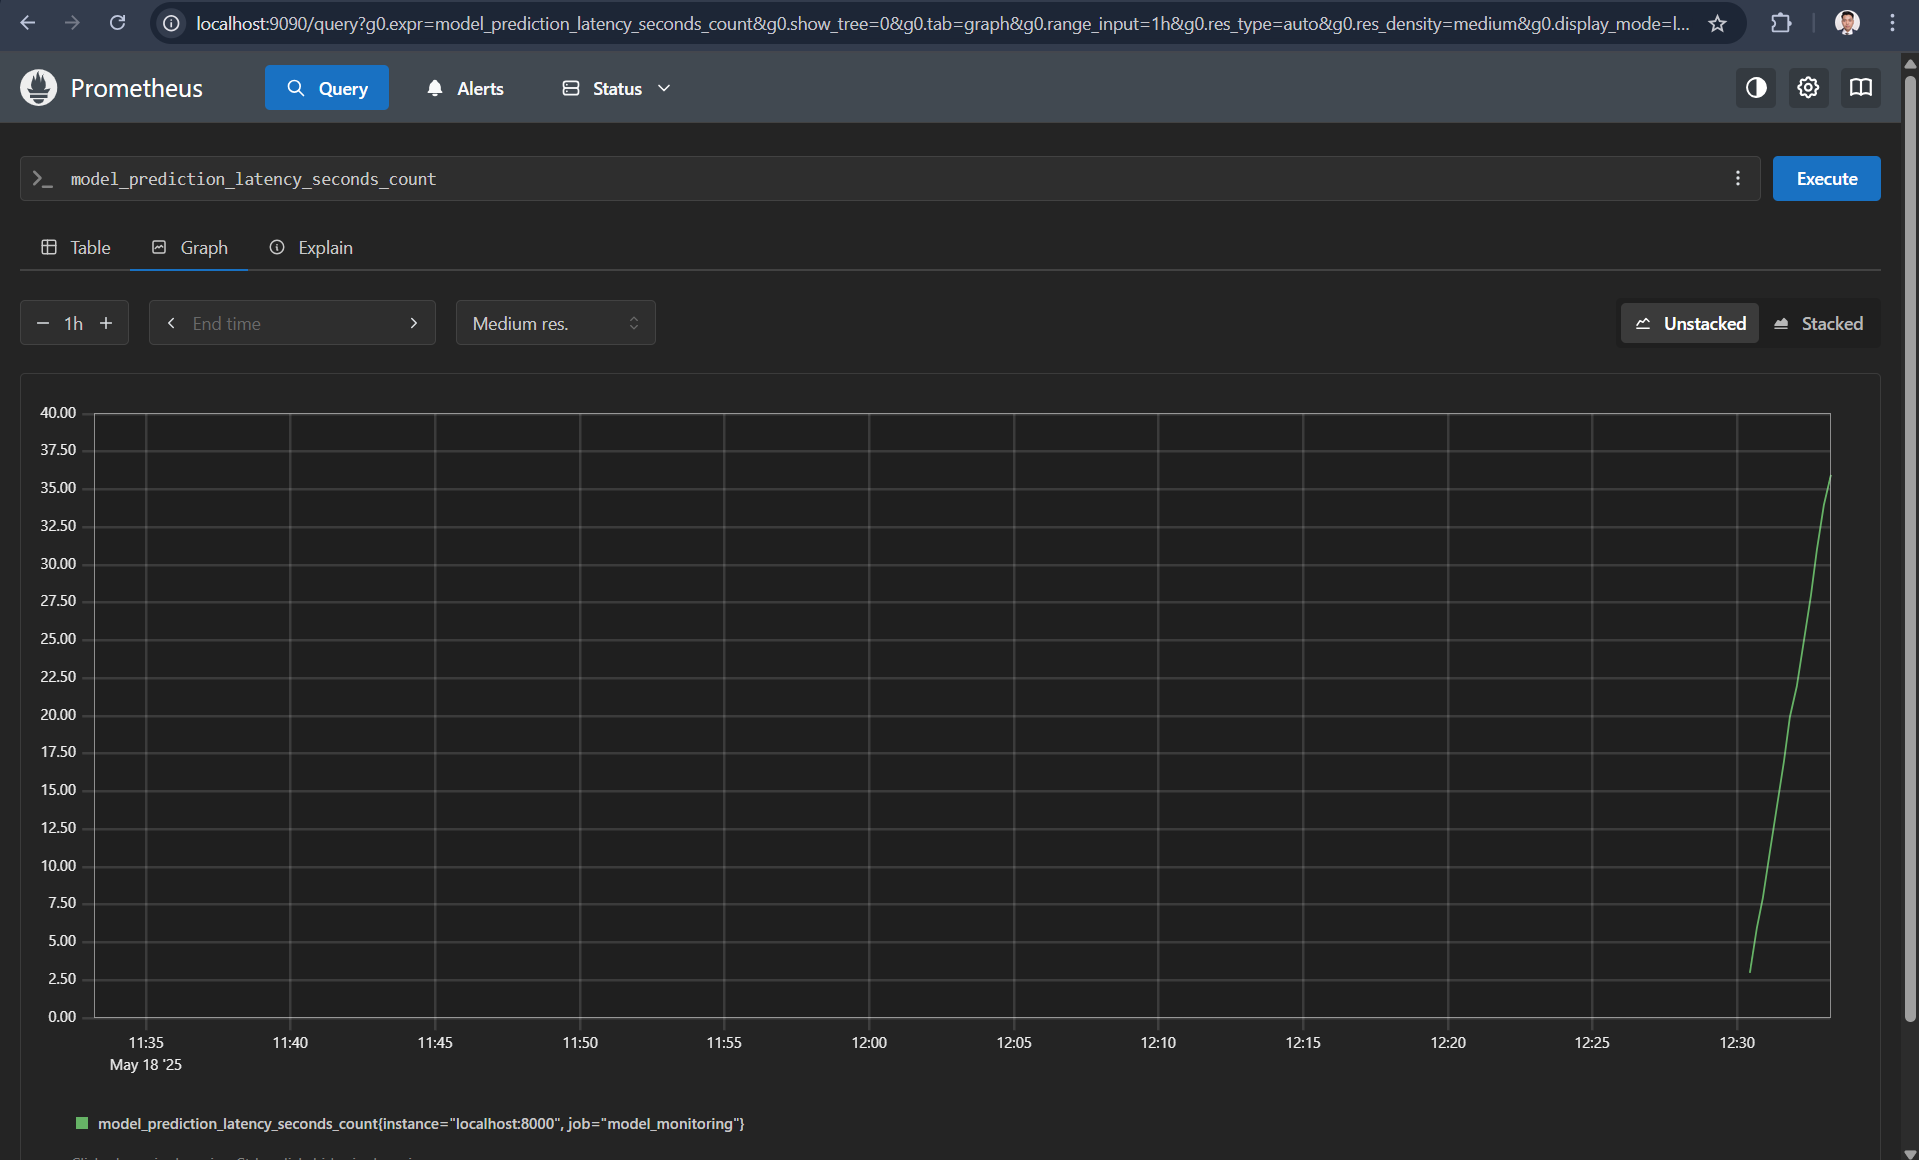 localhost:9090/query?g0.expr=model_prediction_latency_seconds_count&g0.show_tree=0&g0.tab=graph&g0.range_input=1h&g0.res_type=auto&g0.res_density=medium&g0.display_mode=l...
Prometheus Query Alerts Status
>_ model_prediction_latency_seconds_count Execute
Table Graph Explain
− 1h + End time Medium res. Unstacked Stacked
40.00
37.50
35.00
32.50
30.00
27.50
25.00
22.50
20.00
17.50
15.00
12.50
10.00
7.50
5.00
2.50
0.00
11:35 11:40 11:45 11:50 11:55 12:00 12:05 12:10 12:15 12:20 12:25 12:30
May 18 '25
model_prediction_latency_seconds_count{instance="localhost:8000", job="model_monitoring"}